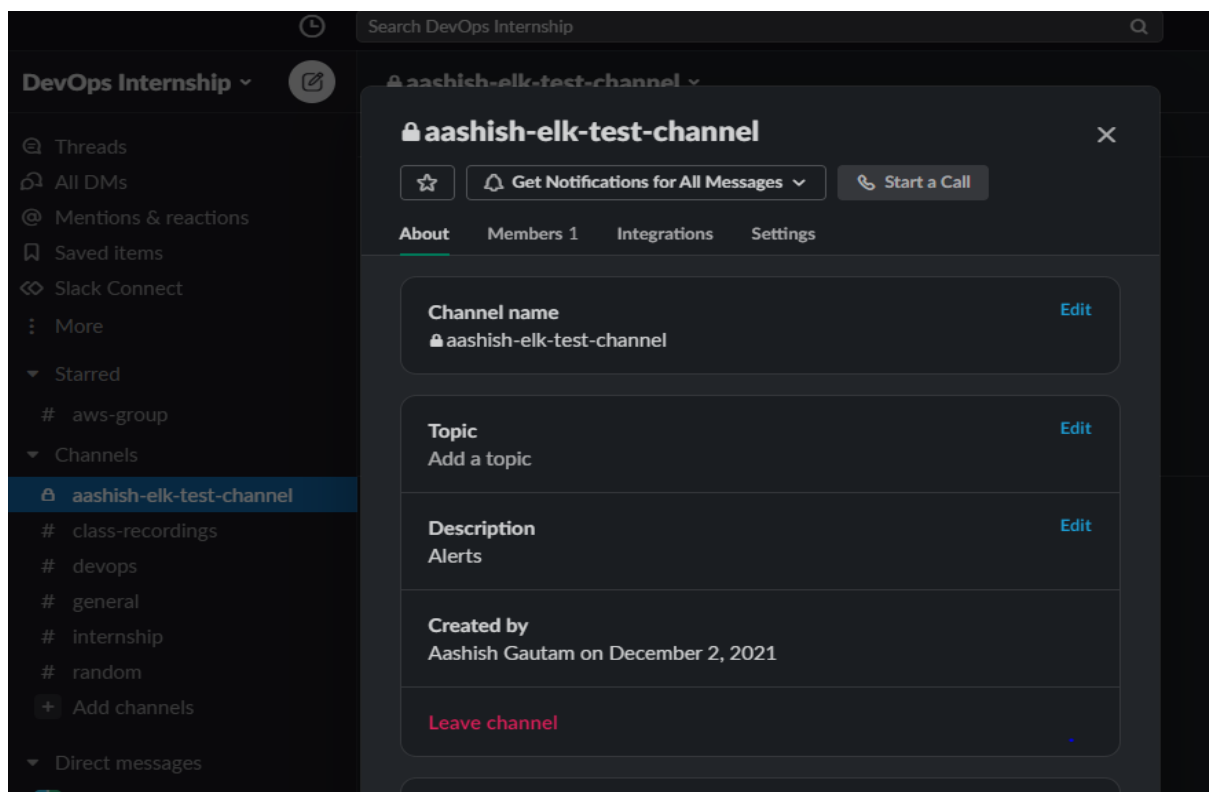 Search DevOps Internship
DevOps Internship
aashish-elk-test-channel
Threads
All DMs
Mentions & reactions
Saved items
Slack Connect
More
Starred
# aws-group
Channels
aashish-elk-test-channel
# class-recordings
# devops
# general
# internship
# random
+ Add channels
Direct messages
aashish-elk-test-channel
Get Notifications for All Messages
Start a Call
About Members 1 Integrations Settings
Channel name Edit
aashish-elk-test-channel
Topic Edit
Add a topic
Description Edit
Alerts
Created by
Aashish Gautam on December 2, 2021
Leave channel